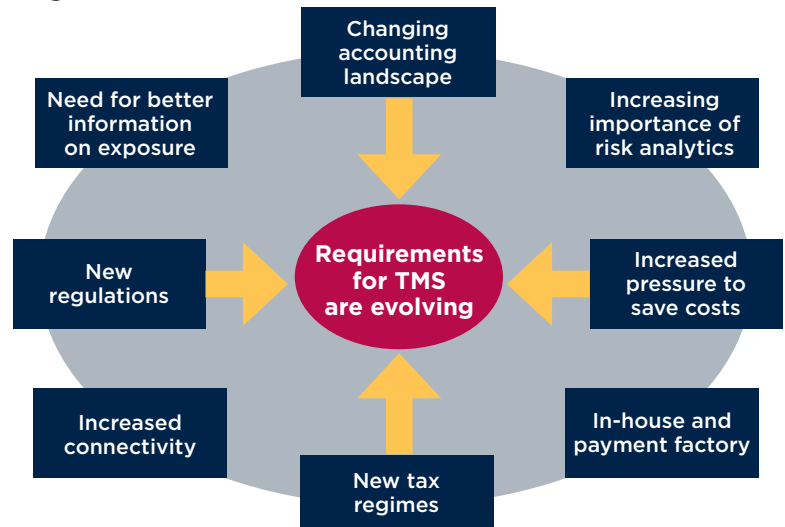 Changing
accounting
landscape
Need for better
information
on exposure
Increasing
importance of
risk analytics
Requirements
for TMS
are evolving
New
regulations
Increased
pressure to
save costs
Increased
connectivity
In-house and
payment factory
New tax
regimes